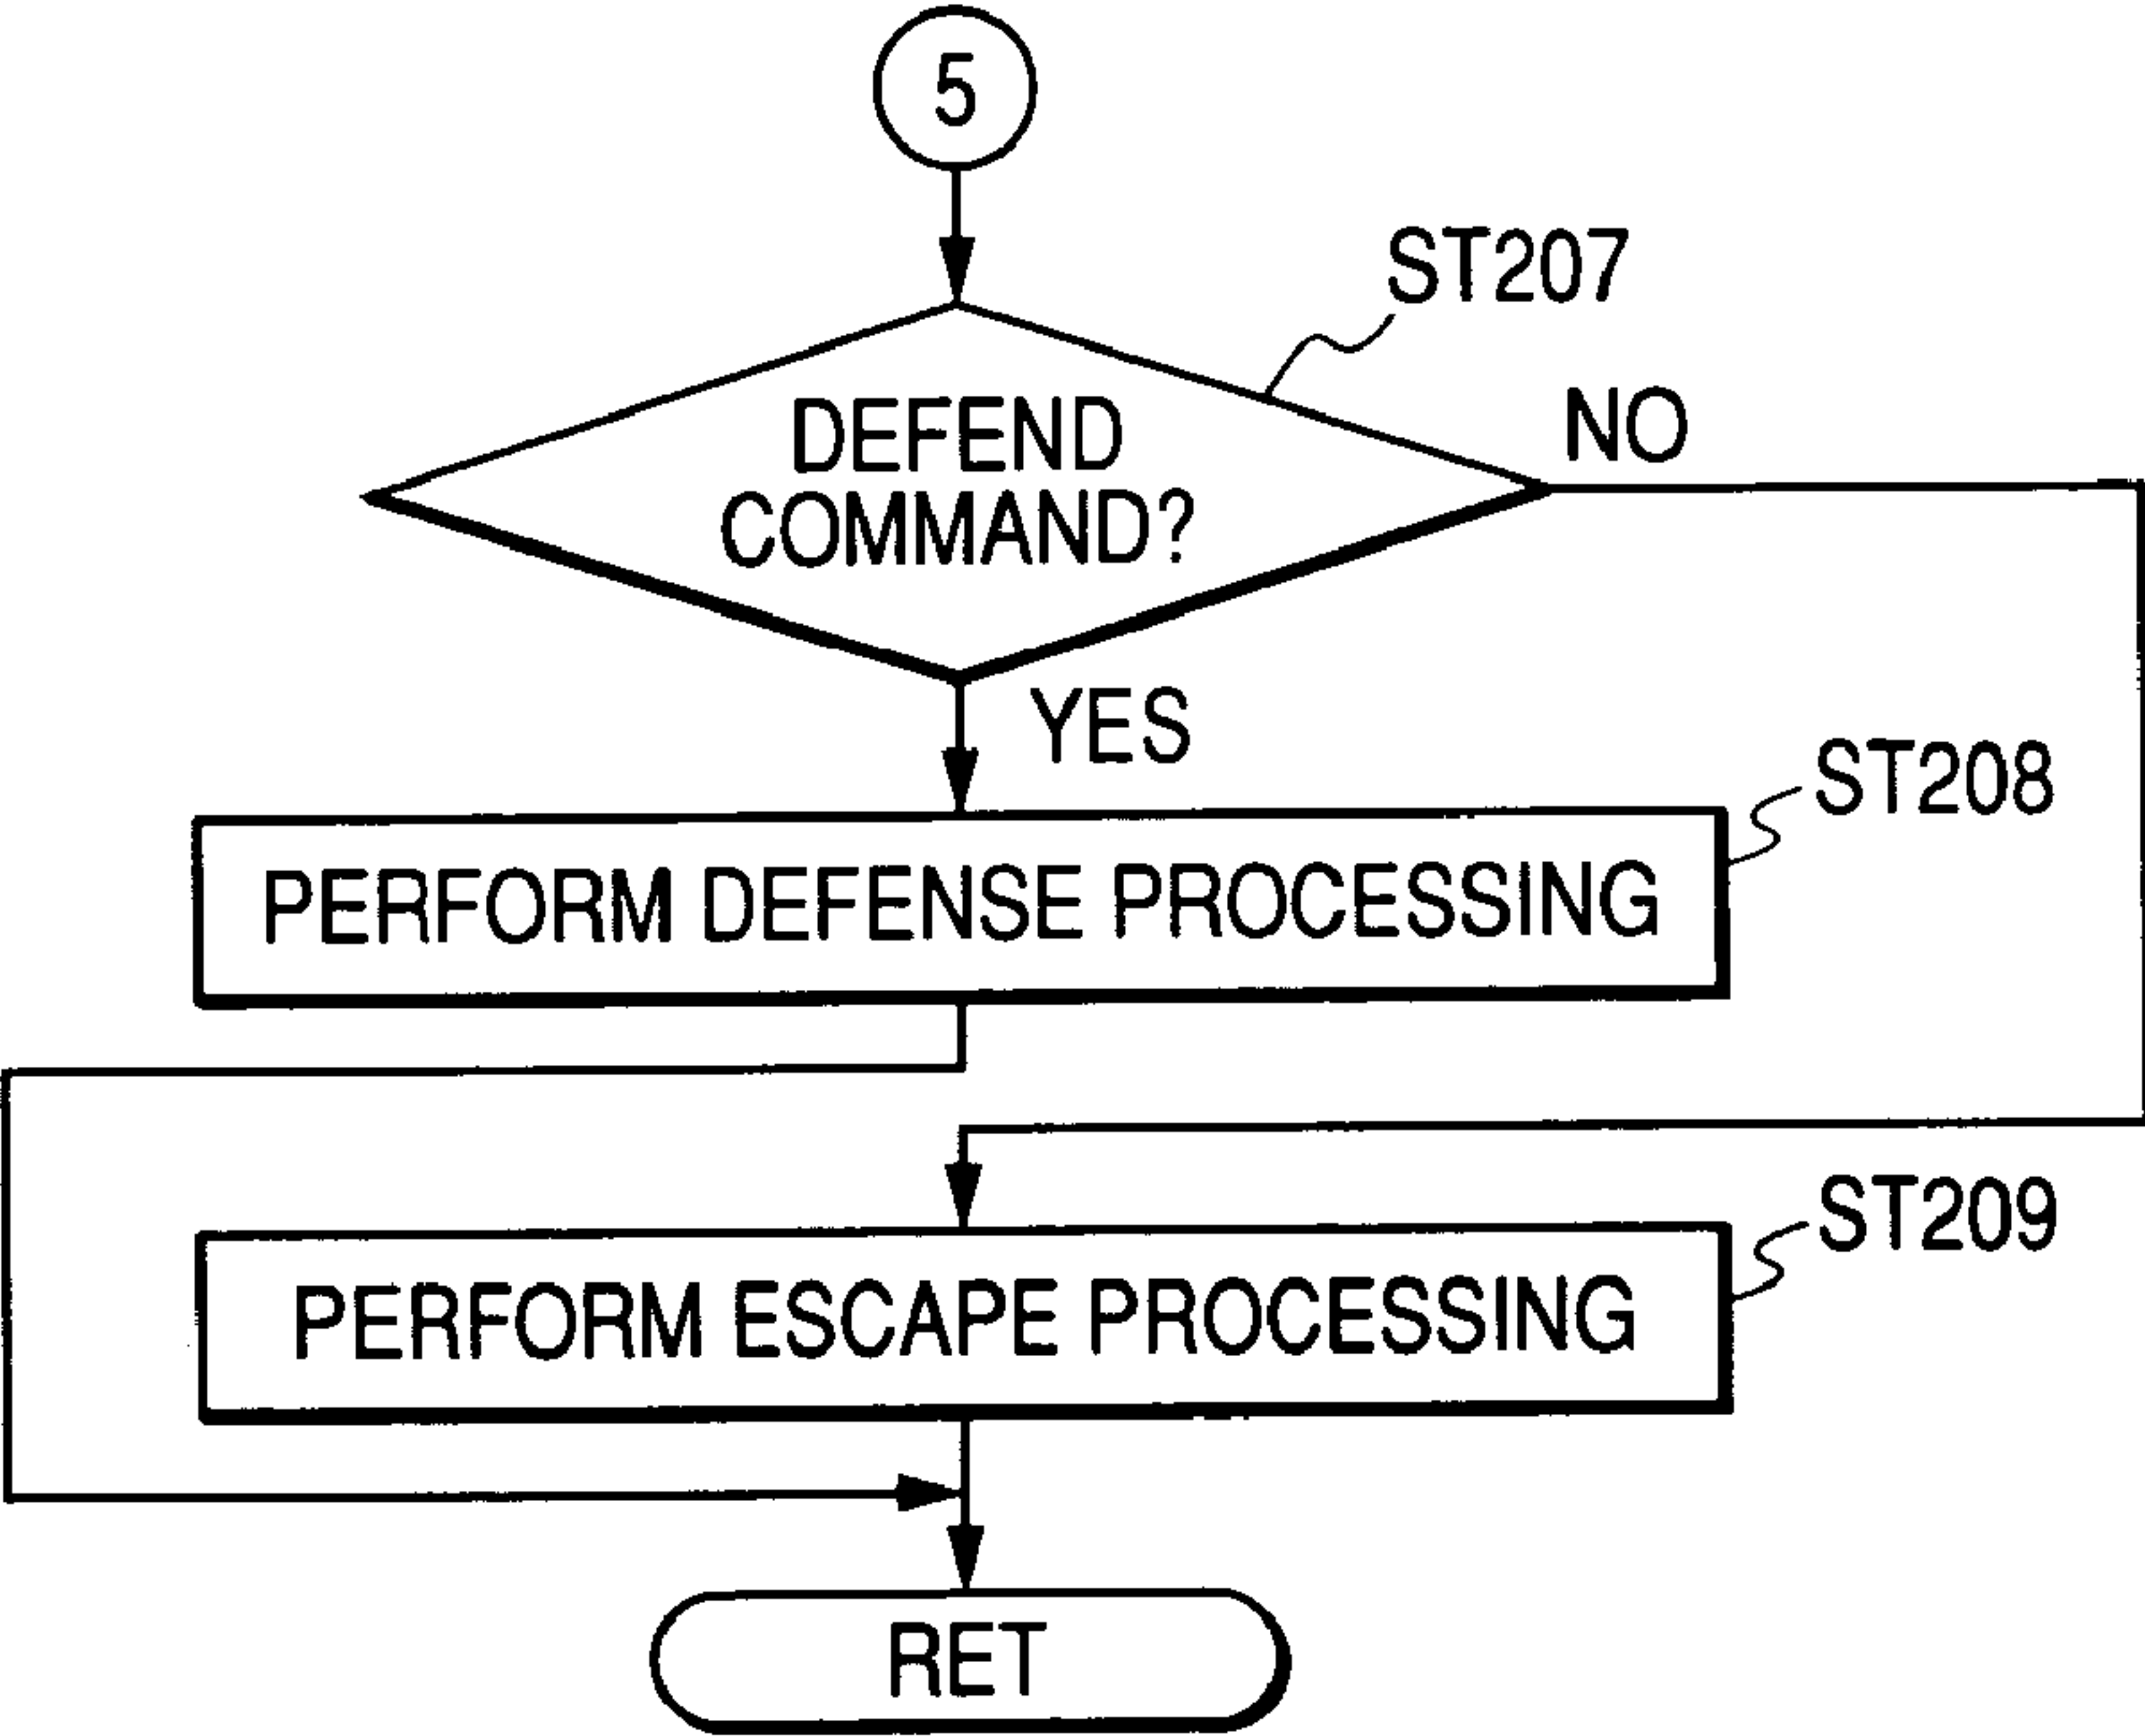 5
ST207
DEFEND
COMMAND?
NO
YES
ST208
PERFORM DEFENSE PROCESSING
ST209
PERFORM ESCAPE PROCESSING
RET